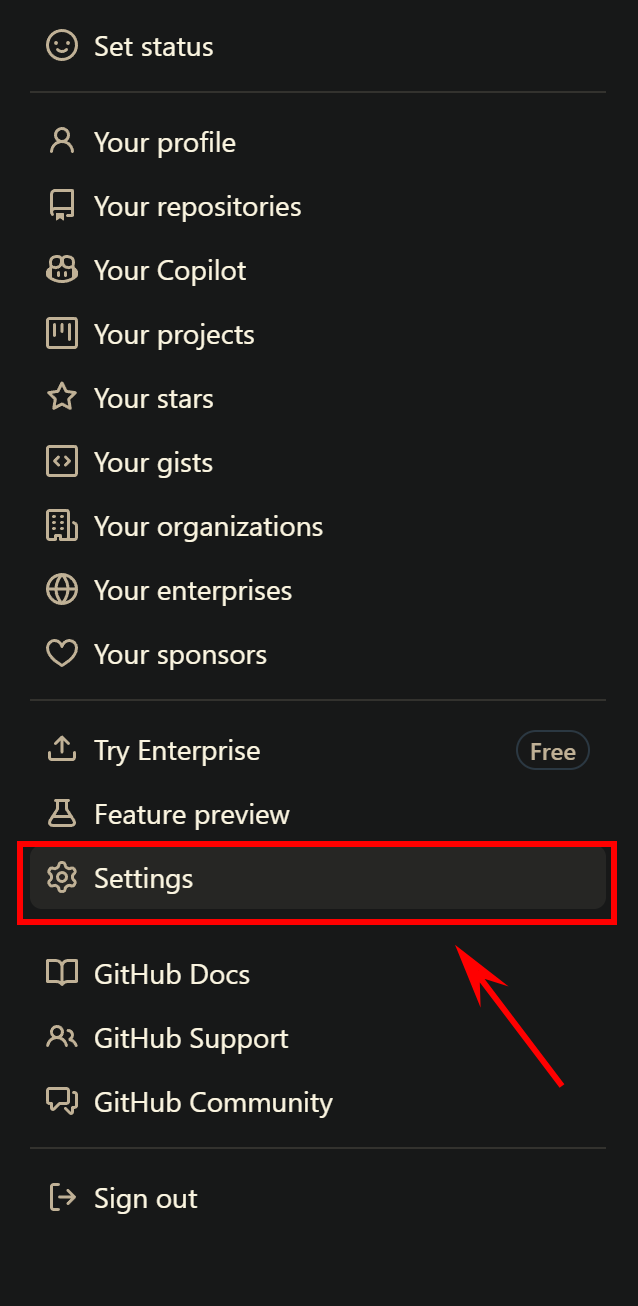 Set status
Your profile
Your repositories
Your Copilot
Your projects
Your stars
Your gists
Your organizations
Your enterprises
Your sponsors
Try Enterprise Free
Feature preview
Settings
GitHub Docs
GitHub Support
GitHub Community
Sign out